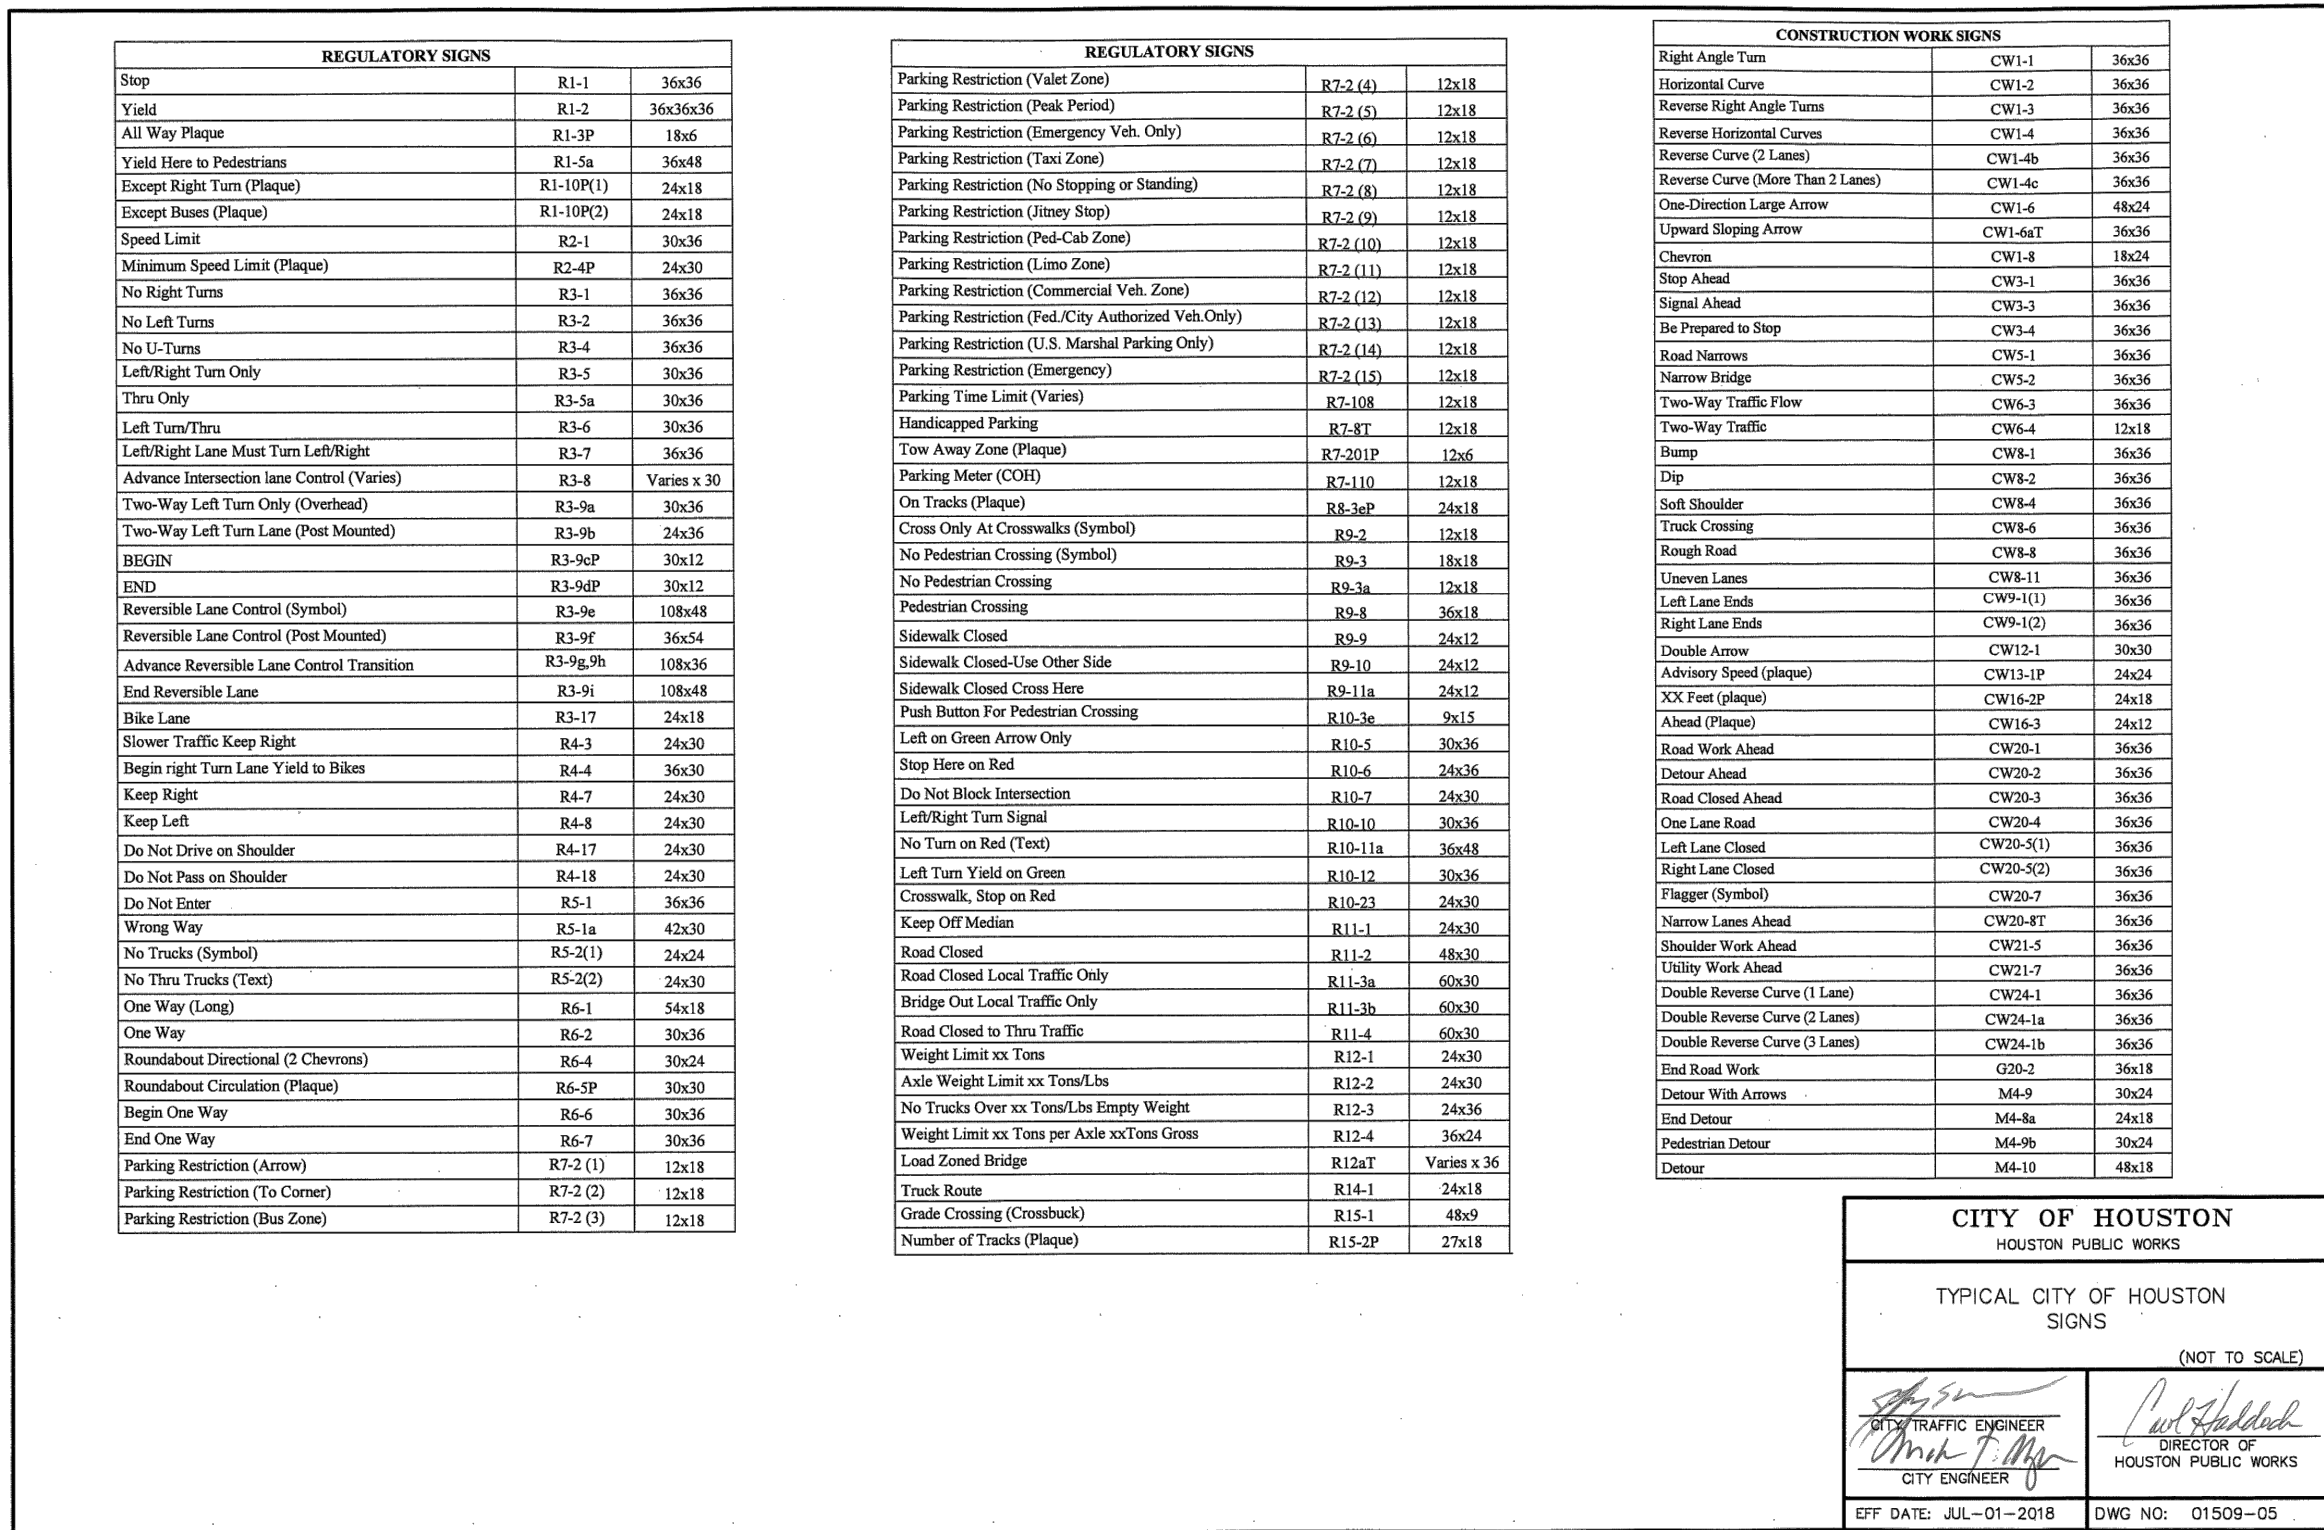 REGULATORY SIGNS
Stop R1-1 36x36
Yield R1-2 36x36x36
All Way Plaque R1-3P 18x6
Yield Here to Pedestrians R1-5a 36x48
Except Right Turn (Plaque) R1-10P(1) 24x18
Except Buses (Plaque) R1-10P(2) 24x18
Speed Limit R2-1 30x36
Minimum Speed Limit (Plaque) R2-4P 24x30
No Right Turns R3-1 36x36
No Left Turns R3-2 36x36
No U-Turns R3-4 36x36
Left/Right Turn Only R3-5 30x36
Thru Only R3-5a 30x36
Left Turn/Thru R3-6 30x36
Left/Right Lane Must Turn Left/Right R3-7 36x36
Advance Intersection lane Control (Varies) R3-8 Varies x 30
Two-Way Left Turn Only (Overhead) R3-9a 30x36
Two-Way Left Turn Lane (Post Mounted) R3-9b 24x36
BEGIN R3-9cP 30x12
END R3-9dP 30x12
Reversible Lane Control (Symbol) R3-9e 108x48
Reversible Lane Control (Post Mounted) R3-9f 36x54
Advance Reversible Lane Control Transition R3-9g,9h 108x36
End Reversible Lane R3-9i 108x48
Bike Lane R3-17 24x18
Slower Traffic Keep Right R4-3 24x30
Begin right Turn Lane Yield to Bikes R4-4 36x30
Keep Right R4-7 24x30
Keep Left R4-8 24x30
Do Not Drive on Shoulder R4-17 24x30
Do Not Pass on Shoulder R4-18 24x30
Do Not Enter R5-1 36x36
Wrong Way R5-1a 42x30
No Trucks (Symbol) R5-2(1) 24x24
No Thru Trucks (Text) R5-2(2) 24x30
One Way (Long) R6-1 54x18
One Way R6-2 30x36
Roundabout Directional (2 Chevrons) R6-4 30x24
Roundabout Circulation (Plaque) R6-5P 30x30
Begin One Way R6-6 30x36
End One Way R6-7 30x36
Parking Restriction (Arrow) R7-2 (1) 12x18
Parking Restriction (To Corner) R7-2 (2) 12x18
Parking Restriction (Bus Zone) R7-2 (3) 12x18
REGULATORY SIGNS
Parking Restriction (Valet Zone) R7-2 (4) 12x18
Parking Restriction (Peak Period) R7-2 (5) 12x18
Parking Restriction (Emergency Veh. Only) R7-2 (6) 12x18
Parking Restriction (Taxi Zone) R7-2 (7) 12x18
Parking Restriction (No Stopping or Standing) R7-2 (8) 12x18
Parking Restriction (Jitney Stop) R7-2 (9) 12x18
Parking Restriction (Ped-Cab Zone) R7-2 (10) 12x18
Parking Restriction (Limo Zone) R7-2 (11) 12x18
Parking Restriction (Commercial Veh. Zone) R7-2 (12) 12x18
Parking Restriction (Fed./City Authorized Veh.Only) R7-2 (13) 12x18
Parking Restriction (U.S. Marshal Parking Only) R7-2 (14) 12x18
Parking Restriction (Emergency) R7-2 (15) 12x18
Parking Time Limit (Varies) R7-108 12x18
Handicapped Parking R7-8T 12x18
Tow Away Zone (Plaque) R7-201P 12x6
Parking Meter (COH) R7-110 12x18
On Tracks (Plaque) R8-3eP 24x18
Cross Only At Crosswalks (Symbol) R9-2 12x18
No Pedestrian Crossing (Symbol) R9-3 18x18
No Pedestrian Crossing R9-3a 12x18
Pedestrian Crossing R9-8 36x18
Sidewalk Closed R9-9 24x12
Sidewalk Closed-Use Other Side R9-10 24x12
Sidewalk Closed Cross Here R9-11a 24x12
Push Button For Pedestrian Crossing R10-3e 9x15
Left on Green Arrow Only R10-5 30x36
Stop Here on Red R10-6 24x36
Do Not Block Intersection R10-7 24x30
Left/Right Turn Signal R10-10 30x36
No Turn on Red (Text) R10-11a 36x48
Left Turn Yield on Green R10-12 30x36
Crosswalk, Stop on Red R10-23 24x30
Keep Off Median R11-1 24x30
Road Closed R11-2 48x30
Road Closed Local Traffic Only R11-3a 60x30
Bridge Out Local Traffic Only R11-3b 60x30
Road Closed to Thru Traffic R11-4 60x30
Weight Limit xx Tons R12-1 24x30
Axle Weight Limit xx Tons/Lbs R12-2 24x30
No Trucks Over xx Tons/Lbs Empty Weight R12-3 24x36
Weight Limit xx Tons per Axle xxTons Gross R12-4 36x24
Load Zoned Bridge R12aT Varies x 36
Truck Route R14-1 24x18
Grade Crossing (Crossbuck) R15-1 48x9
Number of Tracks (Plaque) R15-2P 27x18
CONSTRUCTION WORK SIGNS
Right Angle Turn CW1-1 36x36
Horizontal Curve CW1-2 36x36
Reverse Right Angle Turns CW1-3 36x36
Reverse Horizontal Curves CW1-4 36x36
Reverse Curve (2 Lanes) CW1-4b 36x36
Reverse Curve (More Than 2 Lanes) CW1-4c 36x36
One-Direction Large Arrow CW1-6 48x24
Upward Sloping Arrow CW1-6aT 36x36
Chevron CW1-8 18x24
Stop Ahead CW3-1 36x36
Signal Ahead CW3-3 36x36
Be Prepared to Stop CW3-4 36x36
Road Narrows CW5-1 36x36
Narrow Bridge CW5-2 36x36
Two-Way Traffic Flow CW6-3 36x36
Two-Way Traffic CW6-4 12x18
Bump CW8-1 36x36
Dip CW8-2 36x36
Soft Shoulder CW8-4 36x36
Truck Crossing CW8-6 36x36
Rough Road CW8-8 36x36
Uneven Lanes CW8-11 36x36
Left Lane Ends CW9-1(1) 36x36
Right Lane Ends CW9-1(2) 36x36
Double Arrow CW12-1 30x30
Advisory Speed (plaque) CW13-1P 24x24
XX Feet (plaque) CW16-2P 24x18
Ahead (Plaque) CW16-3 24x12
Road Work Ahead CW20-1 36x36
Detour Ahead CW20-2 36x36
Road Closed Ahead CW20-3 36x36
One Lane Road CW20-4 36x36
Left Lane Closed CW20-5(1) 36x36
Right Lane Closed CW20-5(2) 36x36
Flagger (Symbol) CW20-7 36x36
Narrow Lanes Ahead CW20-8T 36x36
Shoulder Work Ahead CW21-5 36x36
Utility Work Ahead CW21-7 36x36
Double Reverse Curve (1 Lane) CW24-1 36x36
Double Reverse Curve (2 Lanes) CW24-1a 36x36
Double Reverse Curve (3 Lanes) CW24-1b 36x36
End Road Work G20-2 36x18
Detour With Arrows M4-9 30x24
End Detour M4-8a 24x18
Pedestrian Detour M4-9b 30x24
Detour M4-10 48x18
CITY OF HOUSTON
HOUSTON PUBLIC WORKS
TYPICAL CITY OF HOUSTON
SIGNS
(NOT TO SCALE)
CITY TRAFFIC ENGINEER
CITY ENGINEER
Carl Haddock
DIRECTOR OF
HOUSTON PUBLIC WORKS
EFF DATE: JUL-01-2018
DWG NO: 01509-05